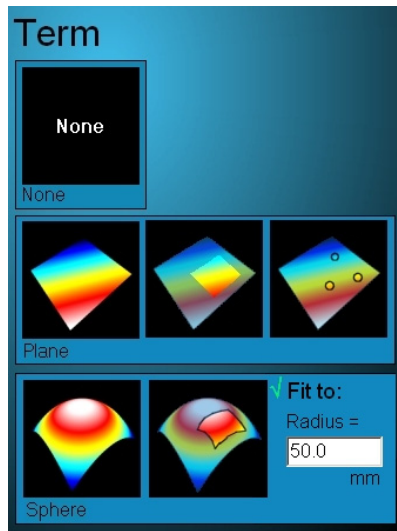 Term
None
None
Plane
√ Fit to:
Radius =
50.0
mm
Sphere